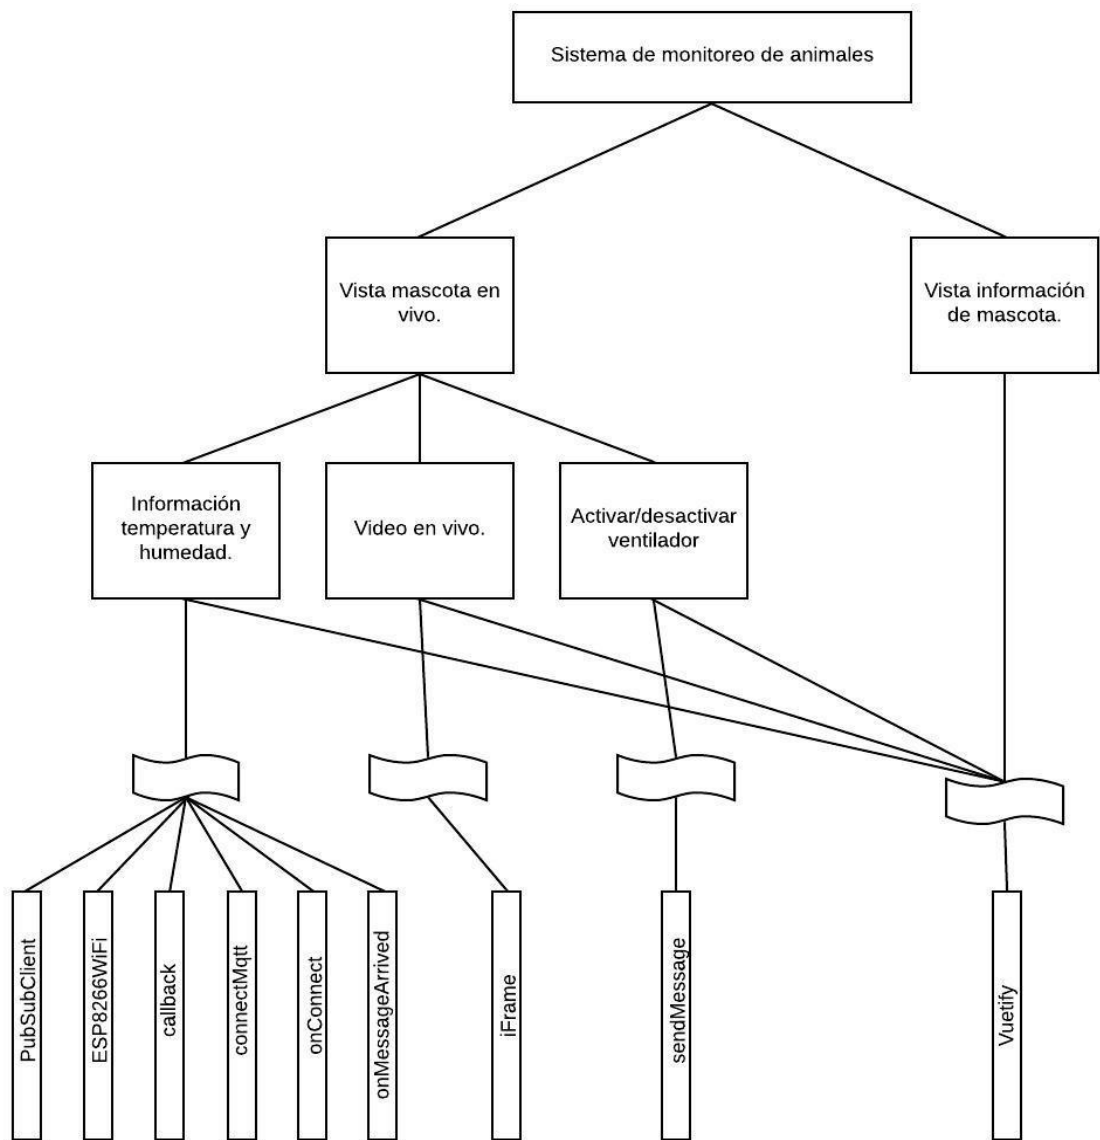 Sistema de monitoreo de animales
Vista mascota en
vivo.
Vista información
de mascota.
Información
temperatura y
humedad.
Video en vivo.
Activar/desactivar
ventilador
PubSubClient
ESP8266WiFi
callback
connectMqtt
onConnect
onMessageArrived
iFrame
sendMessage
Vuetify